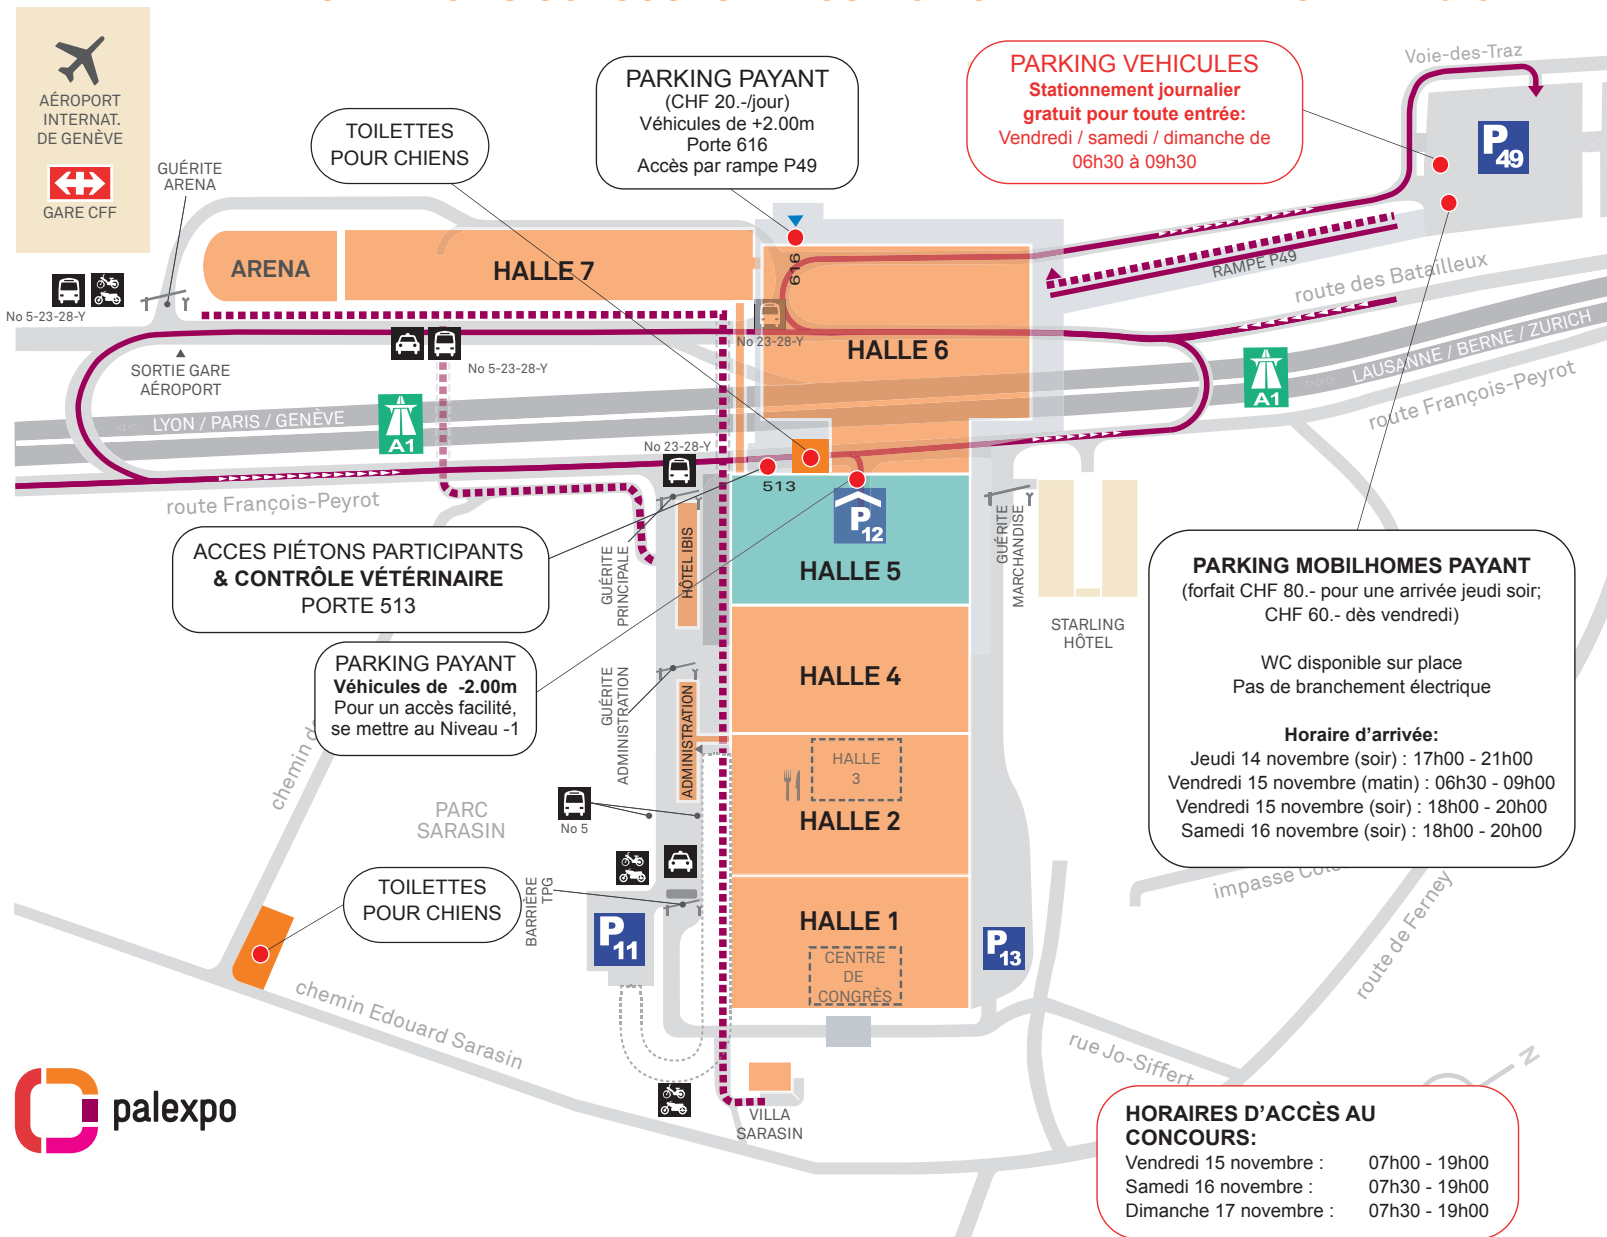 AÉROPORT
INTERNAT.
DE GENÈVE
GARE CFF
GUÉRITE
ARENA
TOILETTES
POUR CHIENS
PARKING PAYANT
(CHF 20.-/jour)
Véhicules de +2.00m
Porte 616
Accès par rampe P49
PARKING VEHICULES
Stationnement journalier
gratuit pour toute entrée:
Vendredi / samedi / dimanche de
06h30 à 09h30
Voie-des-Traz
P49
ARENA
HALLE 7
616
RAMPE P49
route des Batailleux
No 5-23-28-Y
SORTIE GARE
AÉROPORT
No 5-23-28-Y
No 23-28-Y
HALLE 6
LAUSANNE / BERNE / ZURICH
A1
route François-Peyrot
LYON / PARIS / GENÈVE
A1
No 23-28-Y
route François-Peyrot
513
P12
HALLE 5
GUÉRITE
PRINCIPALE
HÔTEL IBIS
GUÉRITE
MARCHANDISE
STARLING
HÔTEL
ACCES PIÉTONS PARTICIPANTS
& CONTRÔLE VÉTÉRINAIRE
PORTE 513
PARKING PAYANT
Véhicules de -2.00m
Pour un accès facilité,
se mettre au Niveau -1
HALLE 4
GUÉRITE
ADMINISTRATION
ADMINISTRATION
PARKING MOBILHOMES PAYANT
(forfait CHF 80.- pour une arrivée jeudi soir;
CHF 60.- dès vendredi)
WC disponible sur place
Pas de branchement électrique
Horaire d'arrivée:
Jeudi 14 novembre (soir) : 17h00 - 21h00
Vendredi 15 novembre (matin) : 06h30 - 09h00
Vendredi 15 novembre (soir) : 18h00 - 20h00
Samedi 16 novembre (soir) : 18h00 - 20h00
chemin
HALLE
3
HALLE 2
PARC
SARASIN
No 5
TOILETTES
POUR CHIENS
BARRIÈRE
TPG
P11
HALLE 1
CENTRE
DE
CONGRÈS
P13
impasse
route de Ferney
chemin Edouard Sarasin
rue Jo-Siffert
N
palexpo
VILLA
SARASIN
HORAIRES D'ACCÈS AU
CONCOURS:
Vendredi 15 novembre : 07h00 - 19h00
Samedi 16 novembre : 07h30 - 19h00
Dimanche 17 novembre : 07h30 - 19h00